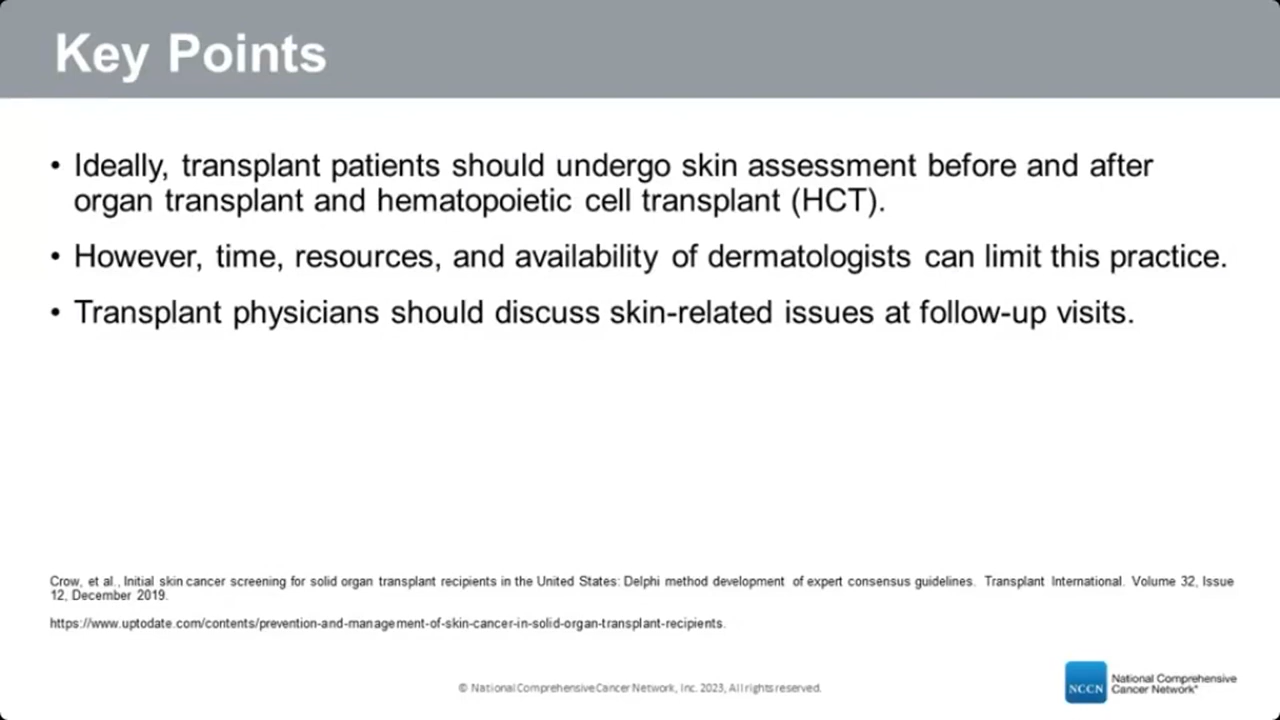 Key Points
• Ideally, transplant patients should undergo skin assessment before and after
organ transplant and hematopoietic cell transplant (HCT).
• However, time, resources, and availability of dermatologists can limit this practice.
• Transplant physicians should discuss skin-related issues at follow-up visits.
Crow, et al., Initial skin cancer screening for solid organ transplant recipients in the United States: Delphi method development of expert consensus guidelines. Transplant International. Volume 32, Issue
12, December 2019.
https://www.uptodate.com/contents/prevention-and-management-of-skin-cancer-in-solid-organ-transplant-recipients.
© National Comprehensive Cancer Network, Inc. 2023, All rights reserved.
NCCN
National Comprehensive
Cancer Network®